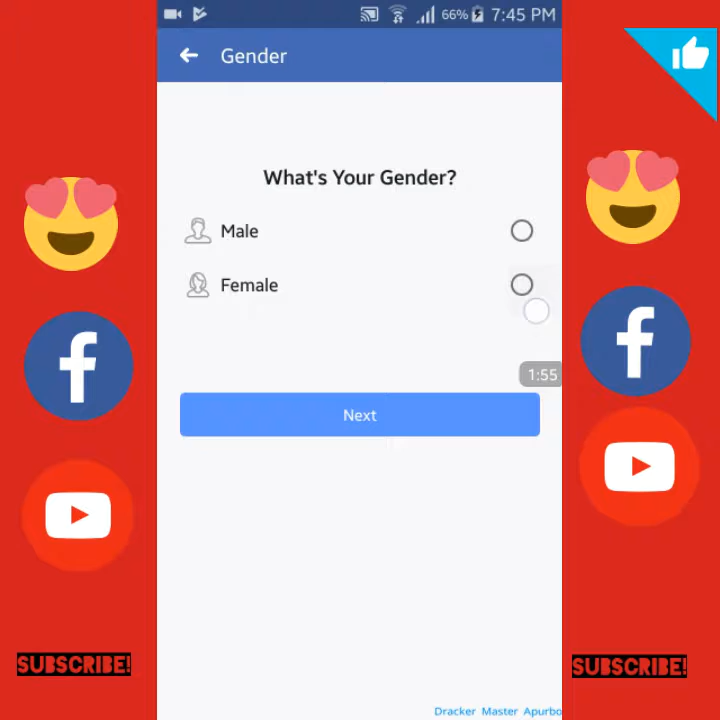 66% 7:45 PM
Gender
What's Your Gender?
Male
Female
1:55
Next
SUBSCRIBE!
SUBSCRIBE!
Dracker Master Apurbo